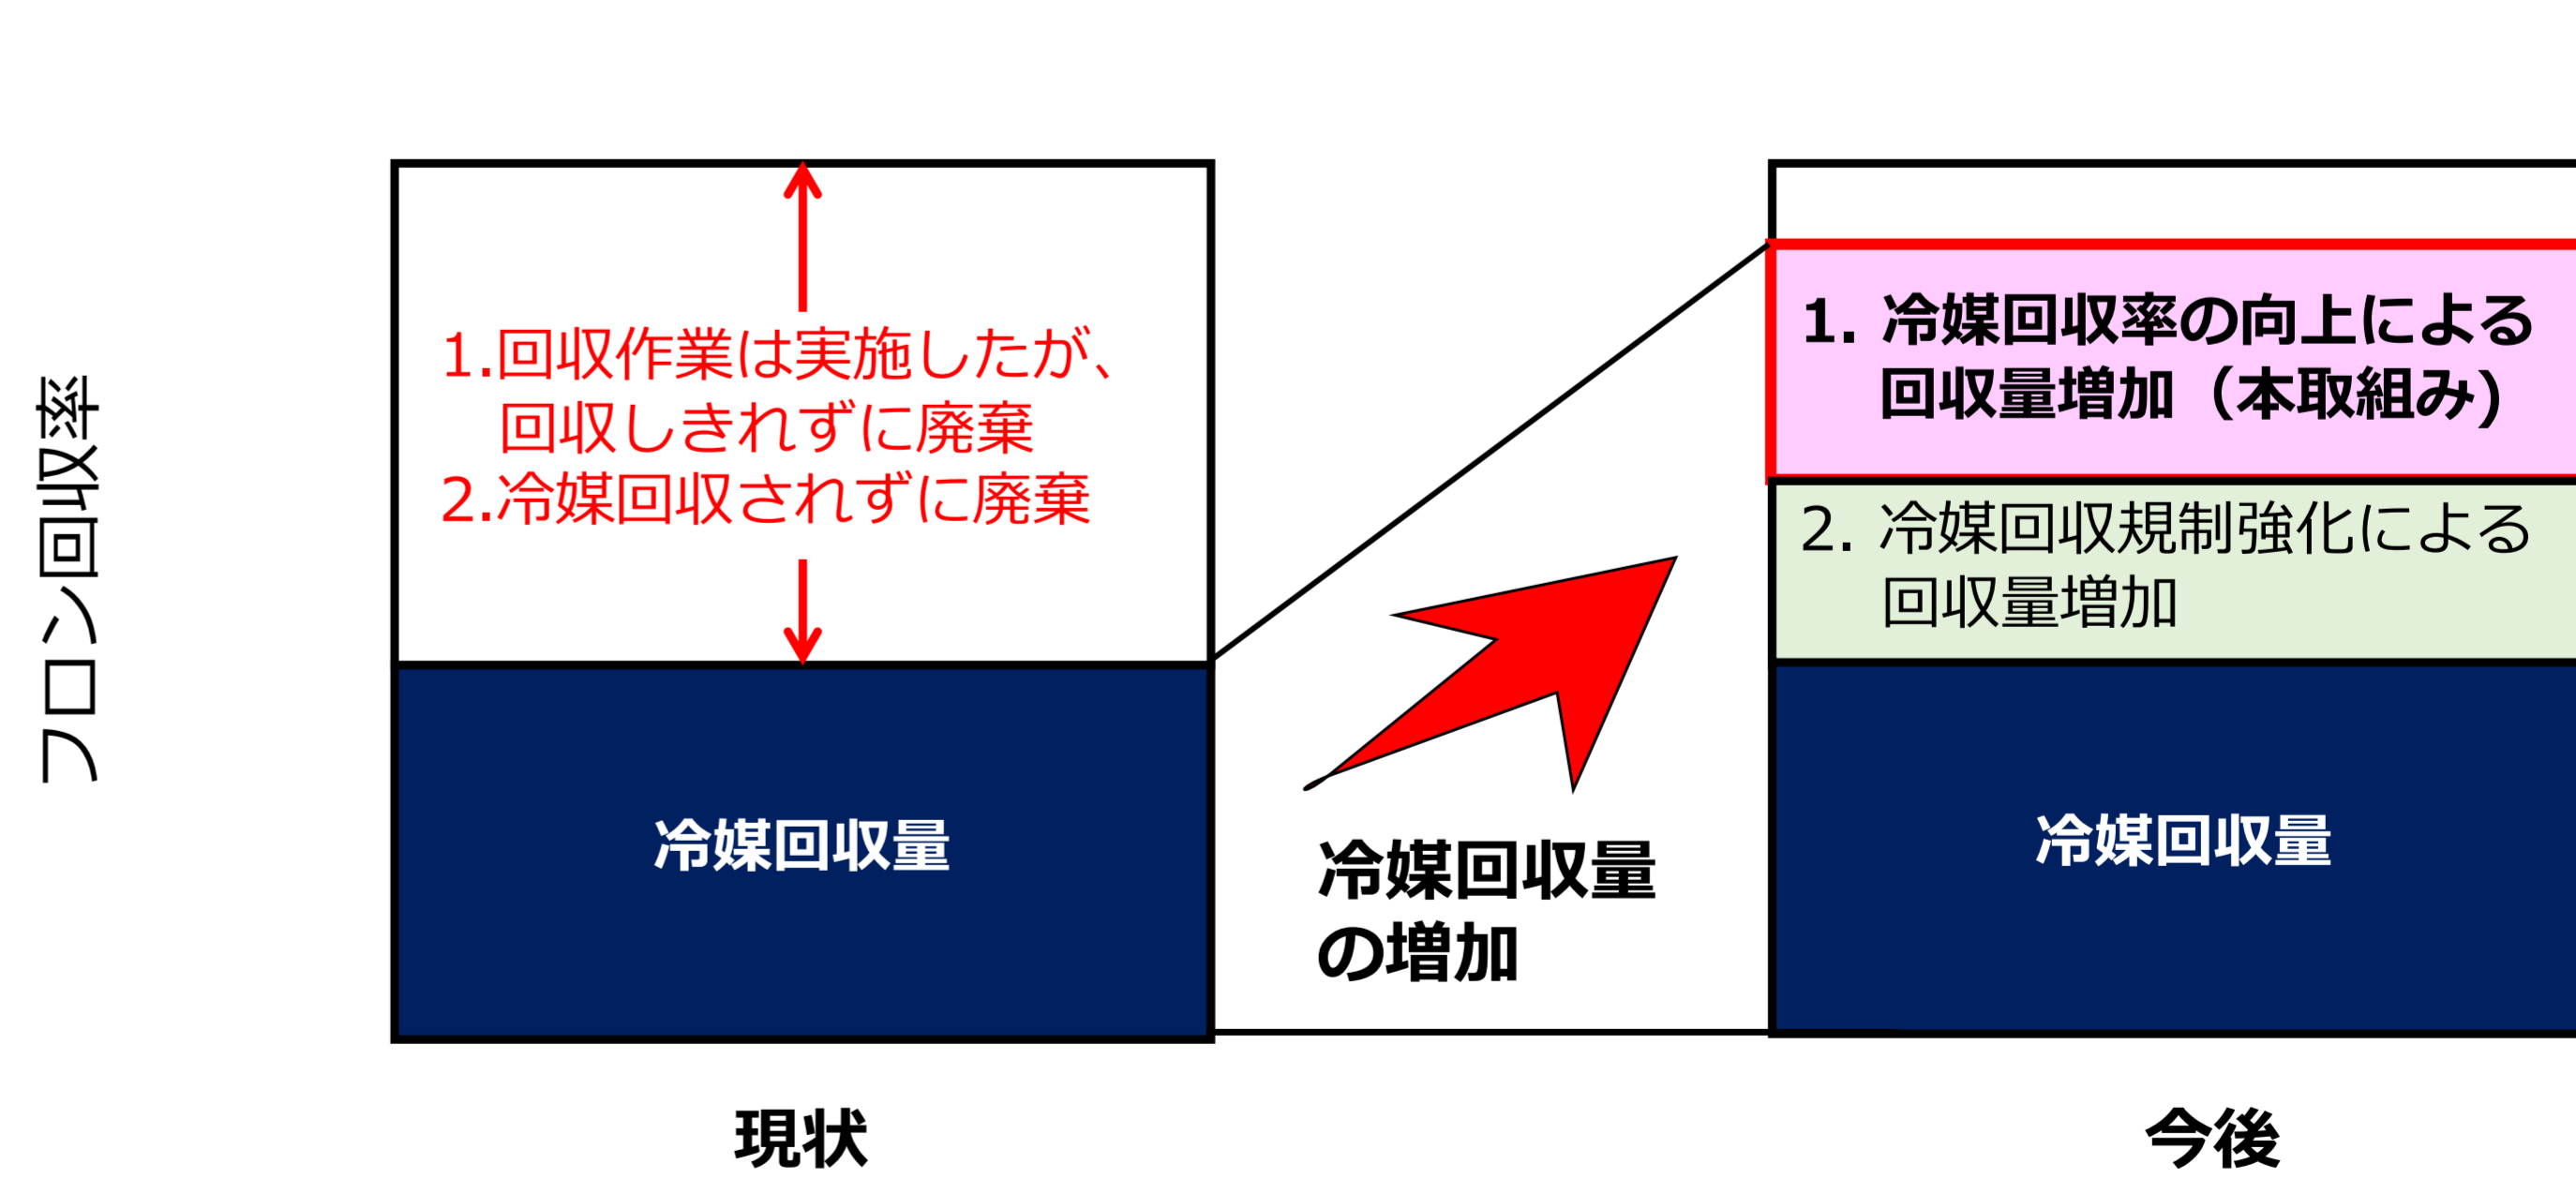 フロン回収率
1.回収作業は実施したが、
回収しきれずに廃棄
2.冷媒回収されずに廃棄
冷媒回収量
現状
冷媒回収量
の増加
1. 冷媒回収率の向上による
回収量増加（本取組み)
2. 冷媒回収規制強化による
回収量増加
冷媒回収量
今後